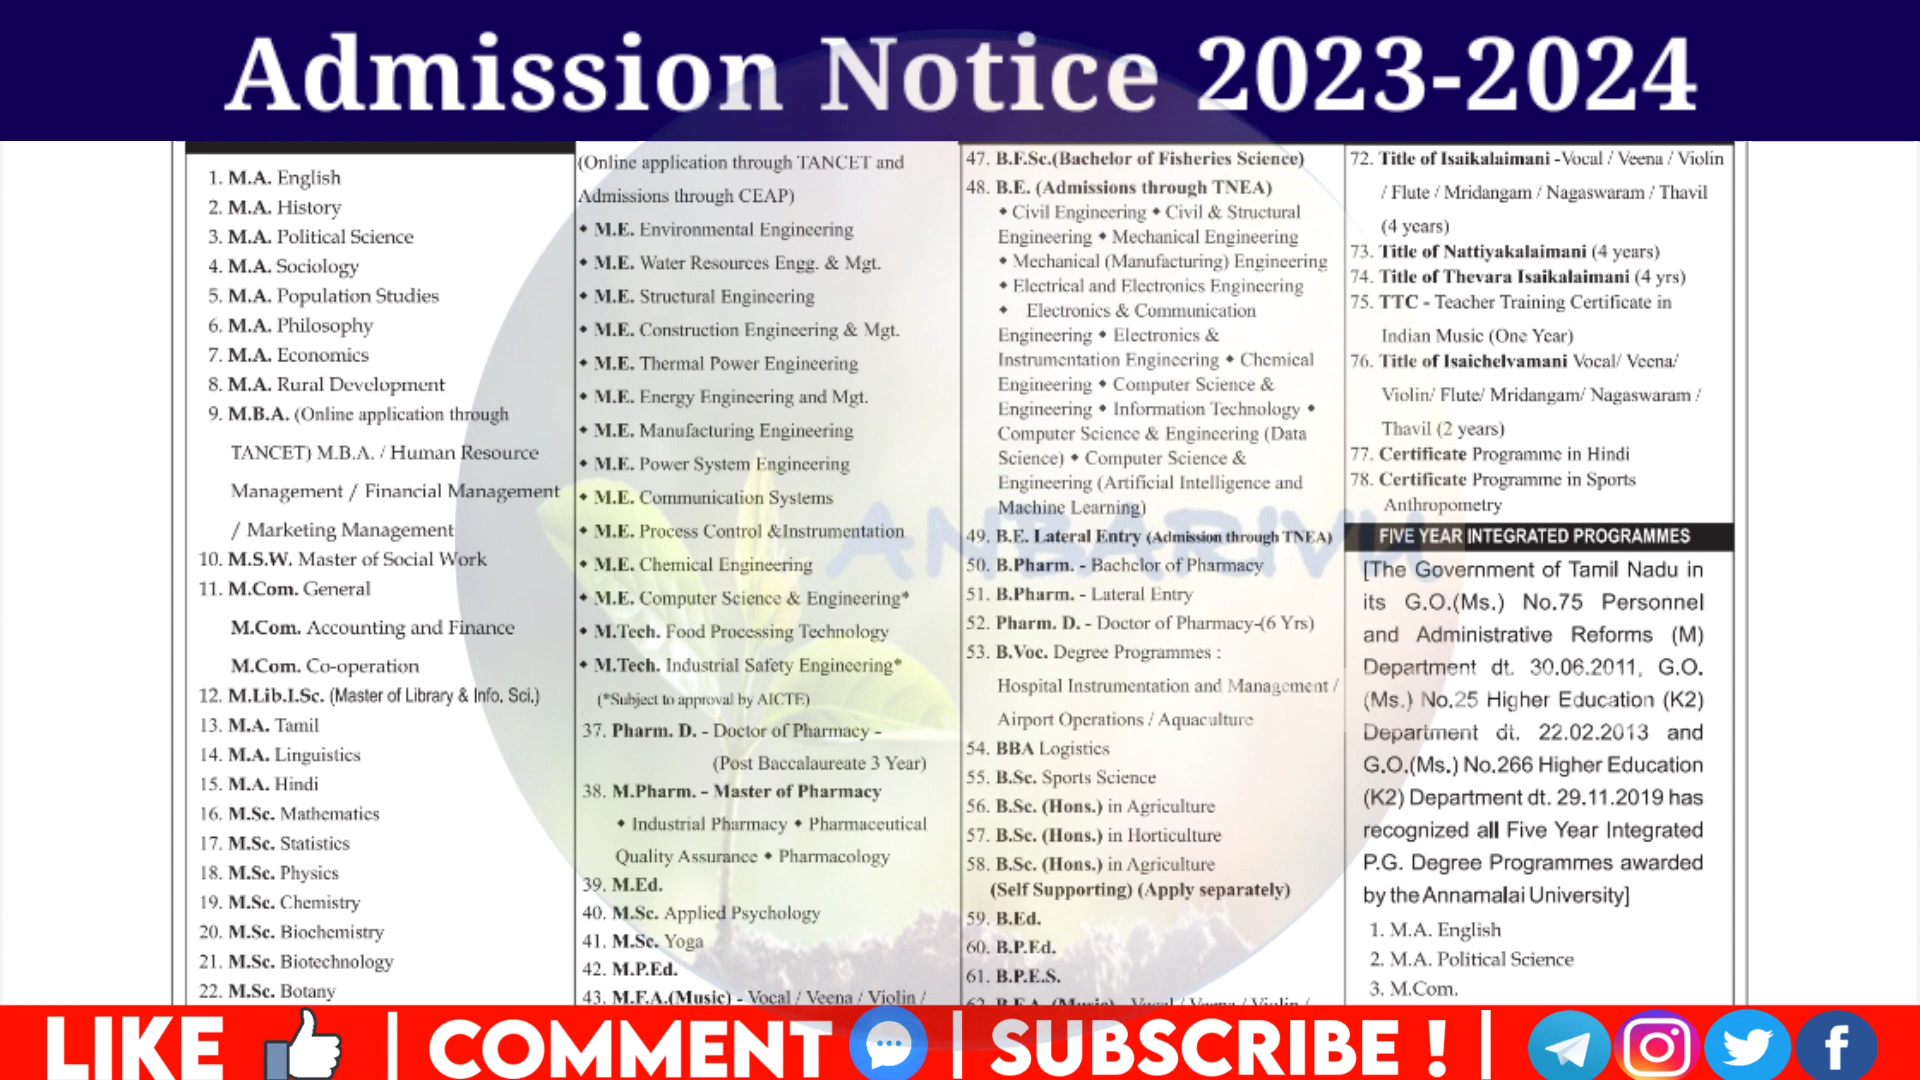 Admission Notice 2023-2024
1. M.A. English
2. M.A. History
3. M.A. Political Science
4. M.A. Sociology
5. M.A. Population Studies
6. M.A. Philosophy
7. M.A. Economics
8. M.A. Rural Development
9. M.B.A. (Online application through
TANCET) M.B.A. / Human Resource
Management / Financial Management
/ Marketing Management
10. M.S.W. Master of Social Work
11. M.Com. General
M.Com. Accounting and Finance
M.Com. Co-operation
12. M.Lib.I.Sc. (Master of Library & Info. Sci.)
13. M.A. Tamil
14. M.A. Linguistics
15. M.A. Hindi
16. M.Sc. Mathematics
17. M.Sc. Statistics
18. M.Sc. Physics
19. M.Sc. Chemistry
20. M.Sc. Biochemistry
21. M.Sc. Biotechnology
22. M.Sc. Botany
(Online application through TANCET and
Admissions through CEAP)
◆ M.E. Environmental Engineering
◆ M.E. Water Resources Engg. & Mgt.
◆ M.E. Structural Engineering
◆ M.E. Construction Engineering & Mgt.
◆ M.E. Thermal Power Engineering
◆ M.E. Energy Engineering and Mgt.
◆ M.E. Manufacturing Engineering
◆ M.E. Power System Engineering
◆ M.E. Communication Systems
◆ M.E. Process Control &Instrumentation
◆ M.E. Chemical Engineering
◆ M.E. Computer Science & Engineering*
◆ M.Tech. Food Processing Technology
◆ M.Tech. Industrial Safety Engineering*
(*Subject to approval by AICTE)
37. Pharm. D. - Doctor of Pharmacy -
(Post Baccalaureate 3 Year)
38. M.Pharm. - Master of Pharmacy
◆ Industrial Pharmacy ◆ Pharmaceutical
Quality Assurance ◆ Pharmacology
39. M.Ed.
40. M.Sc. Applied Psychology
41. M.Sc. Yoga
42. M.P.Ed.
43. M.F.A.(Music) - Vocal / Veena / Violin /
47. B.F.Sc.(Bachelor of Fisheries Science)
48. B.E. (Admissions through TNEA)
◆ Civil Engineering ◆ Civil & Structural
Engineering ◆ Mechanical Engineering
◆ Mechanical (Manufacturing) Engineering
◆ Electrical and Electronics Engineering
◆ Electronics & Communication
Engineering ◆ Electronics &
Instrumentation Engineering ◆ Chemical
Engineering ◆ Computer Science &
Engineering ◆ Information Technology ◆
Computer Science & Engineering (Data
Science) ◆ Computer Science &
Engineering (Artificial Intelligence and
Machine Learning)
49. B.E. Lateral Entry (Admission through TNEA)
50. B.Pharm. - Bachelor of Pharmacy
51. B.Pharm. - Lateral Entry
52. Pharm. D. - Doctor of Pharmacy-(6 Yrs)
53. B.Voc. Degree Programmes :
Hospital Instrumentation and Management /
Airport Operations / Aquaculture
54. BBA Logistics
55. B.Sc. Sports Science
56. B.Sc. (Hons.) in Agriculture
57. B.Sc. (Hons.) in Horticulture
58. B.Sc. (Hons.) in Agriculture
(Self Supporting) (Apply separately)
59. B.Ed.
60. B.P.Ed.
61. B.P.E.S.
62. B.F.A. (Music) - Vocal / Veena / Violin /
72. Title of Isaikalaimani -Vocal / Veena / Violin
/ Flute / Mridangam / Nagaswaram / Thavil
(4 years)
73. Title of Nattiyakalaimani (4 years)
74. Title of Thevara Isaikalaimani (4 yrs)
75. TTC - Teacher Training Certificate in
Indian Music (One Year)
76. Title of Isaichelvamani Vocal/ Veena/
Violin/ Flute/ Mridangam/ Nagaswaram /
Thavil (2 years)
77. Certificate Programme in Hindi
78. Certificate Programme in Sports
Anthropometry
FIVE YEAR INTEGRATED PROGRAMMES
[The Government of Tamil Nadu in
its G.O.(Ms.) No.75 Personnel
and Administrative Reforms (M)
Department dt. 30.06.2011, G.O.
(Ms.) No.25 Higher Education (K2)
Department dt. 22.02.2013 and
G.O.(Ms.) No.266 Higher Education
(K2) Department dt. 29.11.2019 has
recognized all Five Year Integrated
P.G. Degree Programmes awarded
by the Annamalai University]
1. M.A. English
2. M.A. Political Science
3. M.Com.
ANBARIVU
LIKE | COMMENT | SUBSCRIBE ! |